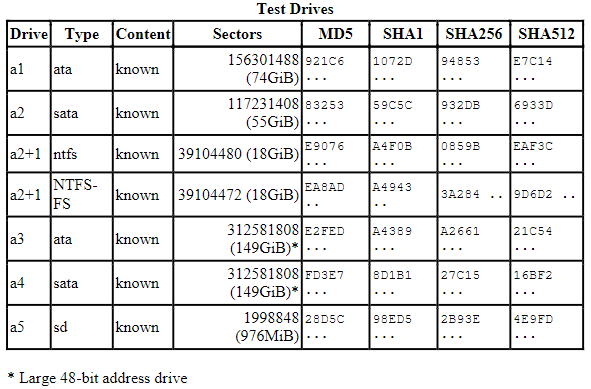 Test Drives
Drive Type Content Sectors MD5 SHA1 SHA256 SHA512
a1 ata known 156301488 (74GiB) 921C6 ... 1072D ... 94853 ... E7C14 ...
a2 sata known 117231408 (55GiB) 83253 ... 59C5C ... 932DB ... 6933D ...
a2+1 ntfs known 39104480 (18GiB) E9076 ... A4F0B ... 0859B ... EAF3C ...
a2+1 NTFS-FS known 39104472 (18GiB) EA8AD .. A4943 .. 3A284 .. 9D6D2 ..
a3 ata known 312581808 (149GiB)* E2FED ... A4389 ... A2661 ... 21C54 ...
a4 sata known 312581808 (149GiB)* FD3E7 ... 8D1B1 ... 27C15 ... 16BF2 ...
a5 sd known 1998848 (976MiB) 28D5C ... 98ED5 ... 2B93E ... 4E9FD ...
* Large 48-bit address drive